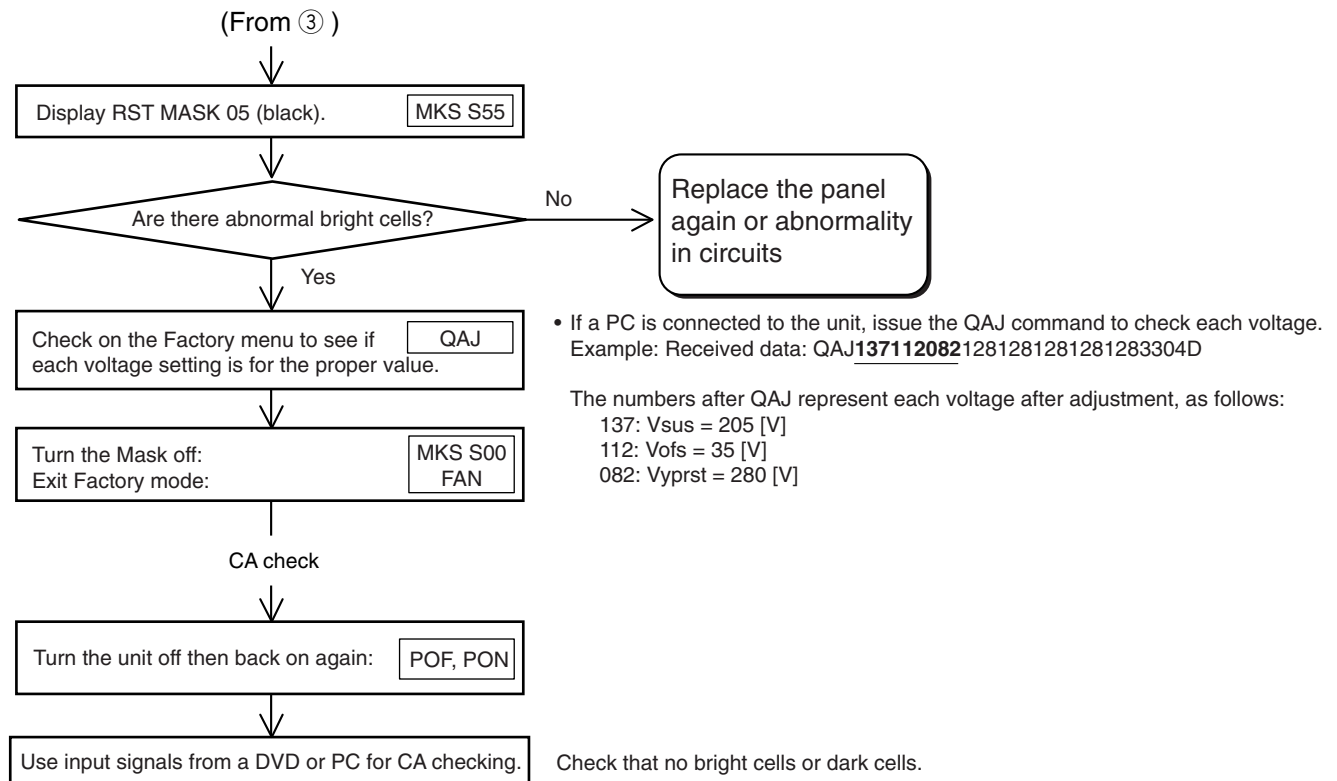 (From ③ )
Display RST MASK 05 (black).
MKS S55
Are there abnormal bright cells?
No
Replace the panel
again or abnormality
in circuits
Yes
Check on the Factory menu to see if
each voltage setting is for the proper value.
QAJ
• If a PC is connected to the unit, issue the QAJ command to check each voltage.
Example: Received data: QAJ1371120821281281281281283304D
The numbers after QAJ represent each voltage after adjustment, as follows:
137: Vsus = 205 [V]
112: Vofs = 35 [V]
082: Vyprst = 280 [V]
Turn the Mask off:
MKS S00
Exit Factory mode:
FAN
CA check
Turn the unit off then back on again:
POF, PON
Use input signals from a DVD or PC for CA checking.
Check that no bright cells or dark cells.